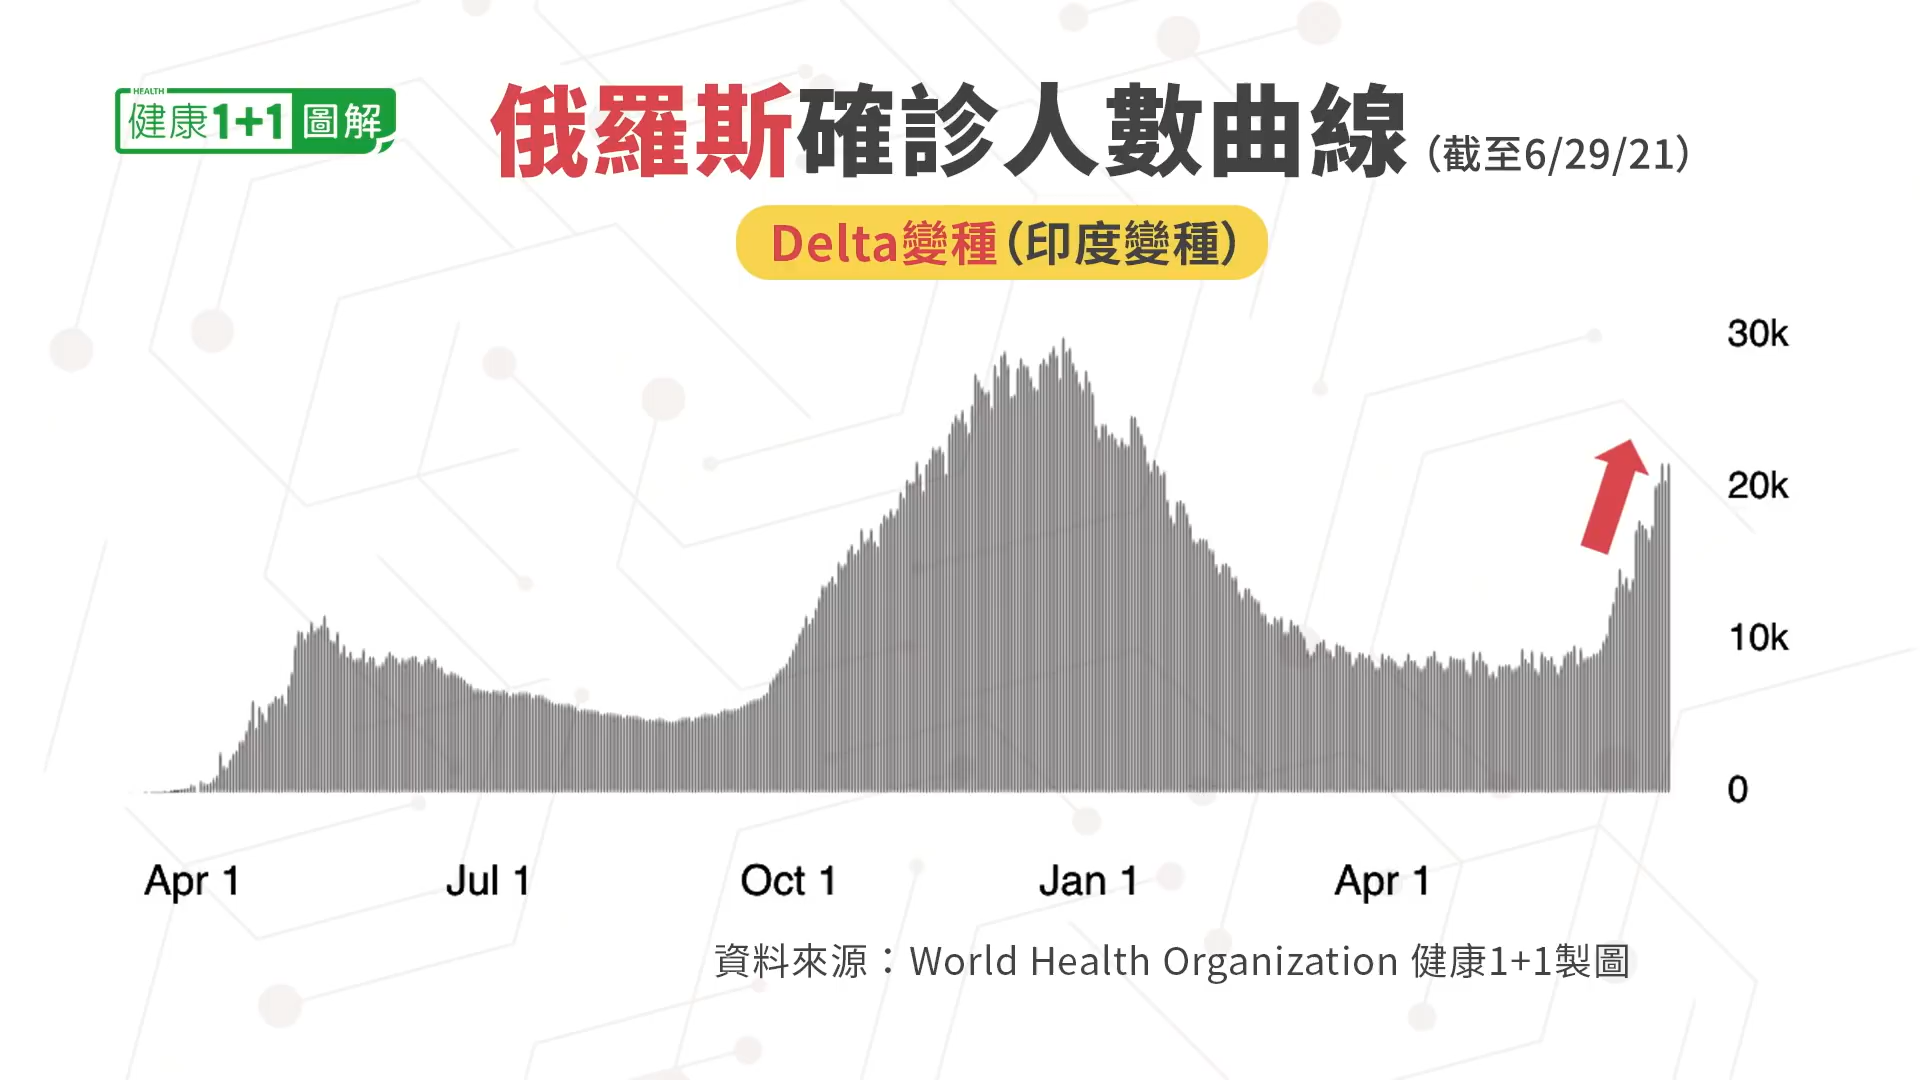 HEALTH
健康1+1圖解
俄羅斯確診人數曲線（截至6/29/21）
Delta變種（印度變種）
30k
20k
10k
0
Apr 1 Jul 1 Oct 1 Jan 1 Apr 1
資料來源：World Health Organization 健康1+1製圖